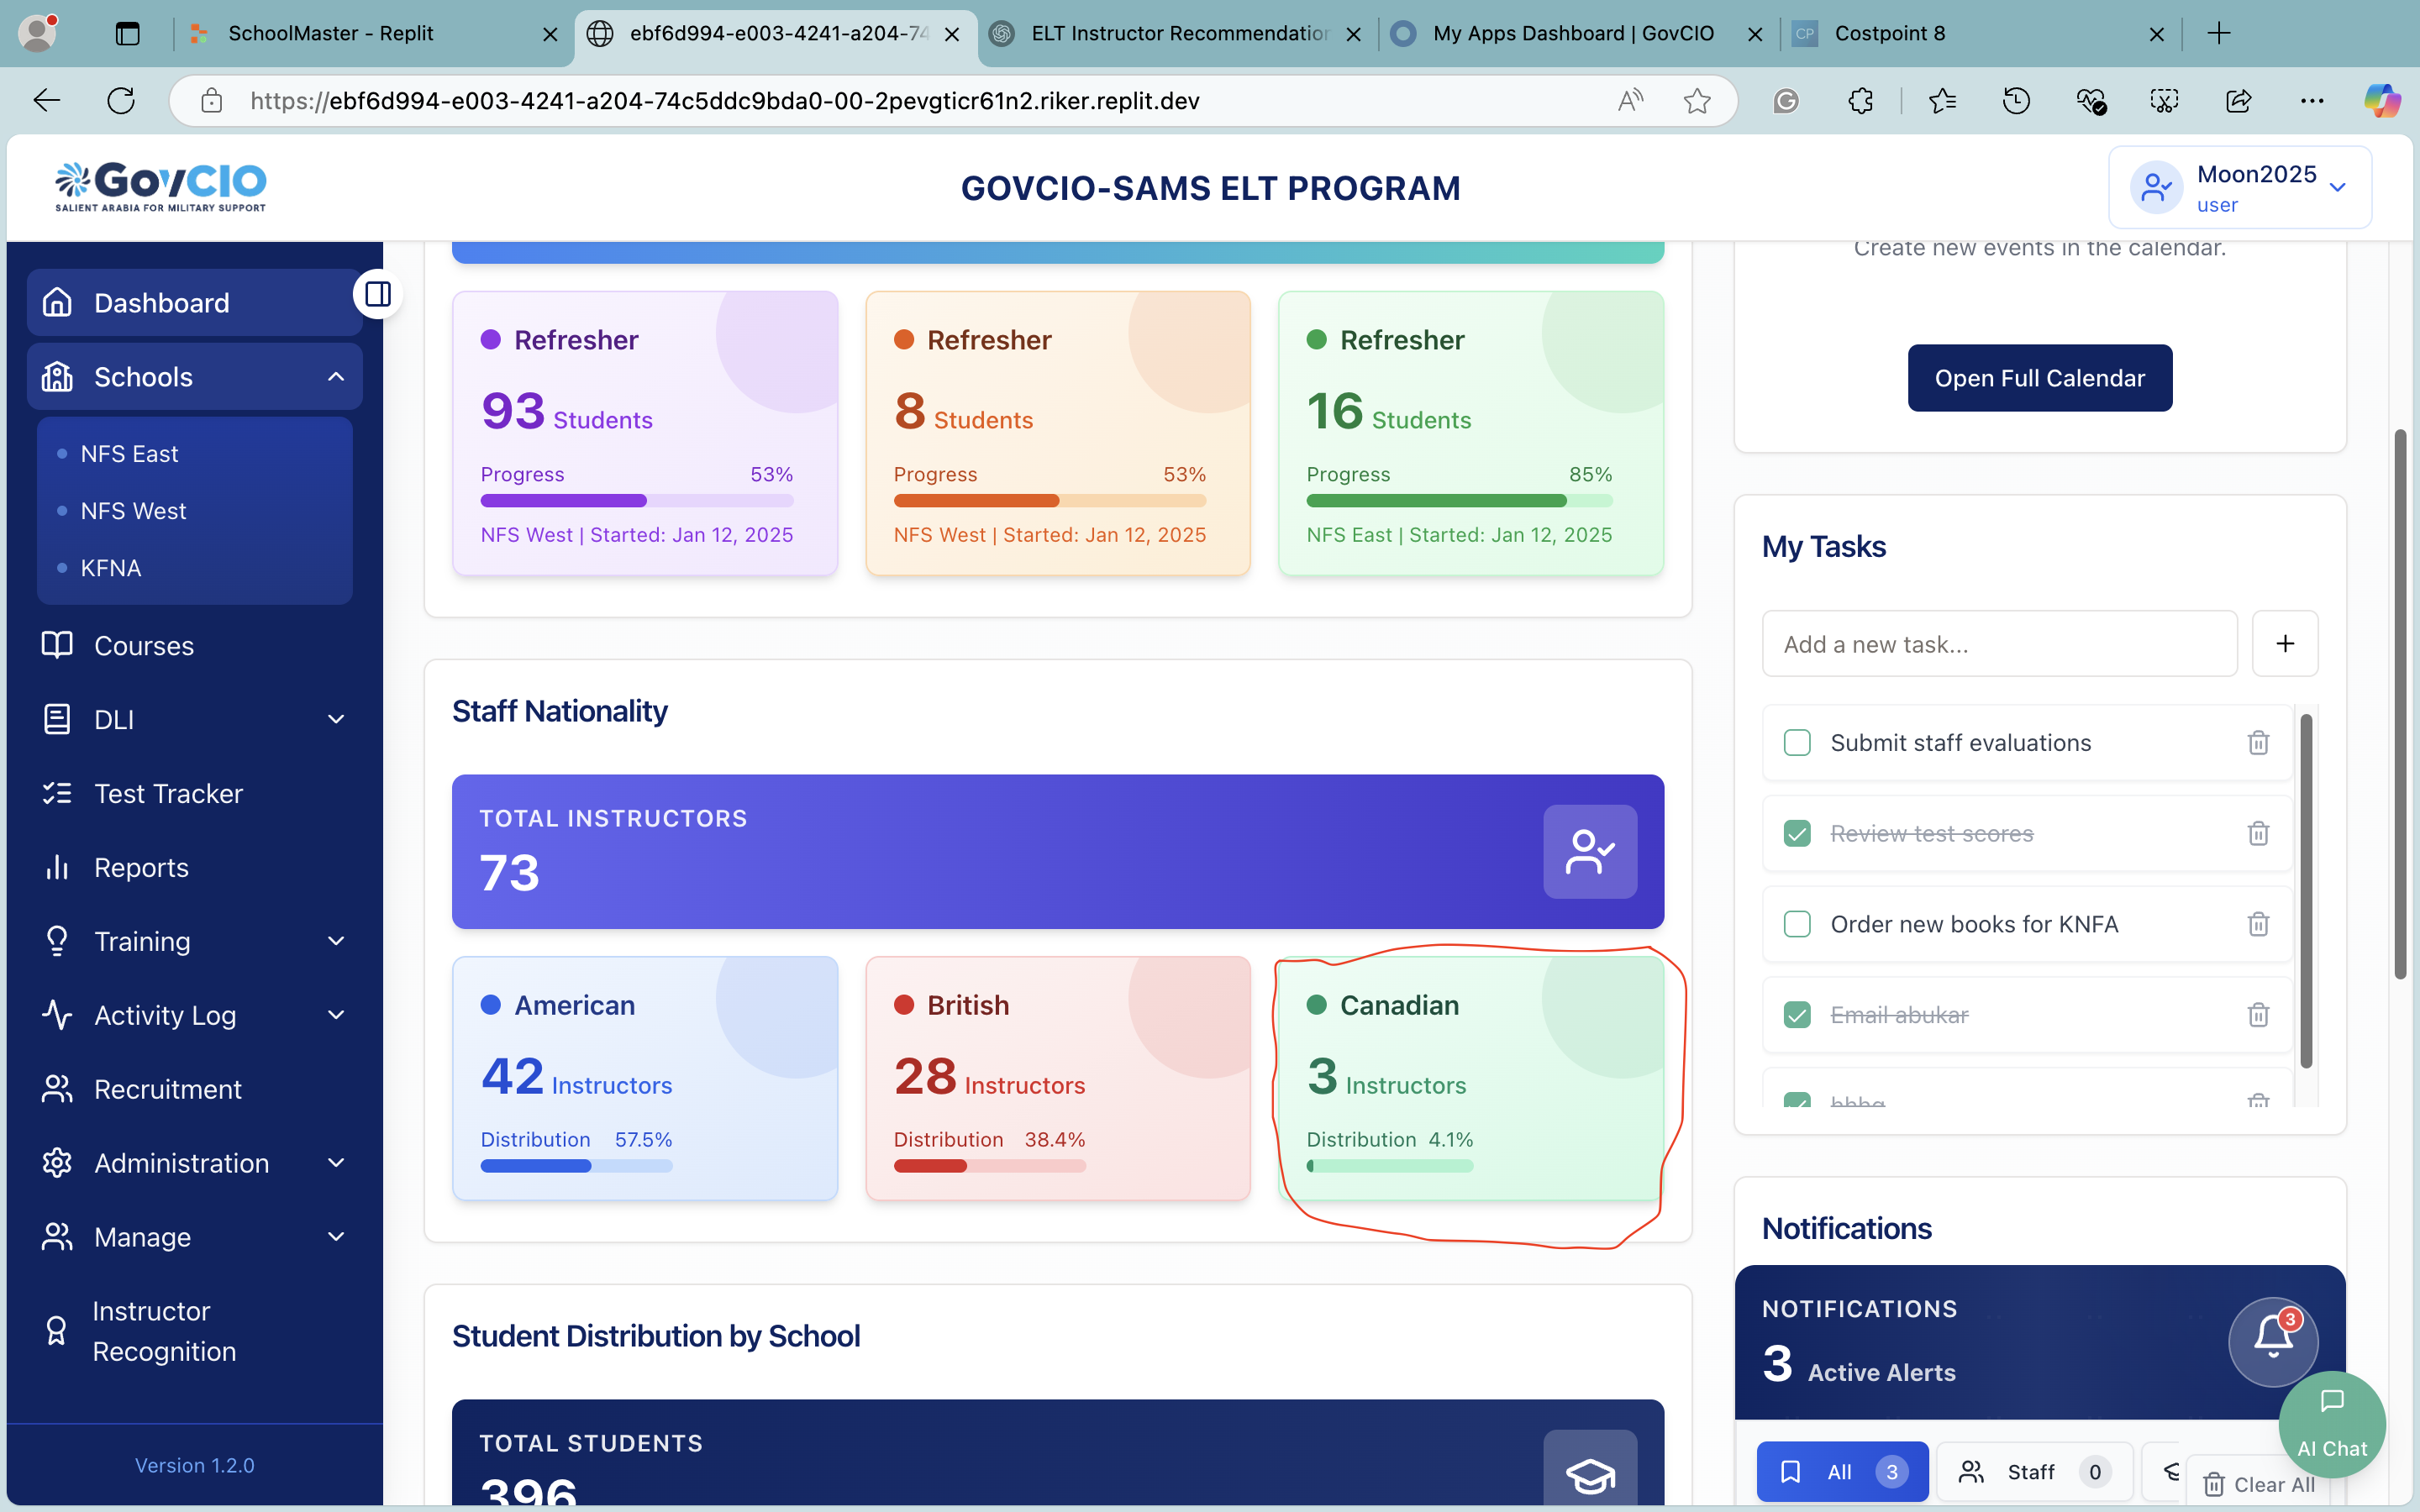 SchoolMaster - Replit
ebf6d994-e003-4241-a204-74
ELT Instructor Recommendation
My Apps Dashboard | GovCIO
CP
Costpoint 8
https://ebf6d994-e003-4241-a204-74c5ddc9bda0-00-2pevgticr61n2.riker.replit.dev
GovCIO
SALIENT ARABIA FOR MILITARY SUPPORT
GOVCIO-SAMS ELT PROGRAM
Moon2025
user
Dashboard
Schools
NFS East
NFS West
KFNA
Courses
DLI
Test Tracker
Reports
Training
Activity Log
Recruitment
Administration
Manage
Instructor
Recognition
Version 1.2.0
Refresher
93 Students
Progress 53%
NFS West | Started: Jan 12, 2025
Refresher
8 Students
Progress 53%
NFS West | Started: Jan 12, 2025
Refresher
16 Students
Progress 85%
NFS East | Started: Jan 12, 2025
Staff Nationality
TOTAL INSTRUCTORS
73
American
42 Instructors
Distribution 57.5%
British
28 Instructors
Distribution 38.4%
Canadian
3 Instructors
Distribution 4.1%
Student Distribution by School
TOTAL STUDENTS
396
Create new events in the calendar.
Open Full Calendar
My Tasks
Add a new task...
Submit staff evaluations
Review test scores
Order new books for KNFA
Email abukar
Notifications
NOTIFICATIONS
3 Active Alerts
3
All 3
Staff 0
Clear All
AI Chat